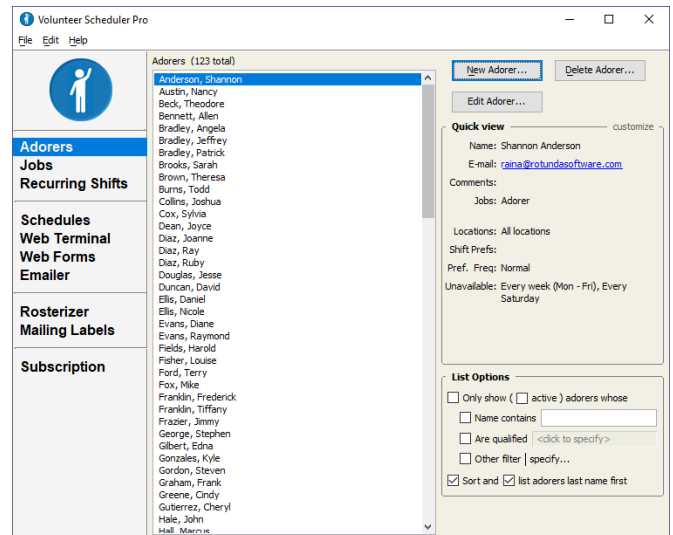 Volunteer Scheduler Pro
File Edit Help
Adorers
Jobs
Recurring Shifts
Schedules
Web Terminal
Web Forms
Emailer
Rosterizer
Mailing Labels
Subscription
Adorers (123 total)
Anderson, Shannon
Austin, Nancy
Beck, Theodore
Bennett, Allen
Bradley, Angela
Bradley, Jeffrey
Bradley, Patrick
Brooks, Sarah
Brown, Theresa
Burns, Todd
Collins, Joshua
Cox, Sylvia
Dean, Joyce
Diaz, Joanne
Diaz, Ray
Diaz, Ruby
Douglas, Jesse
Duncan, David
Ellis, Daniel
Ellis, Nicole
Evans, Diane
Evans, Raymond
Fields, Harold
Fisher, Louise
Ford, Terry
Fox, Mike
Franklin, Frederick
Franklin, Tiffany
Frazier, Jimmy
George, Stephen
Gilbert, Edna
Gonzales, Kyle
Gordon, Steven
Graham, Frank
Greene, Cindy
Gutierrez, Cheryl
Hale, John
Hall, Marcus
New Adorer... Delete Adorer...
Edit Adorer...
Quick view customize
Name: Shannon Anderson
E-mail: raina@rotundasoftware.com
Comments:
Jobs: Adorer
Locations: All locations
Shift Prefs:
Pref. Freq: Normal
Unavailable: Every week (Mon - Fri), Every
Saturday
List Options
Only show ( active ) adorers whose
Name contains
Are qualified <click to specify>
Other filter | specify...
Sort and list adorers last name first